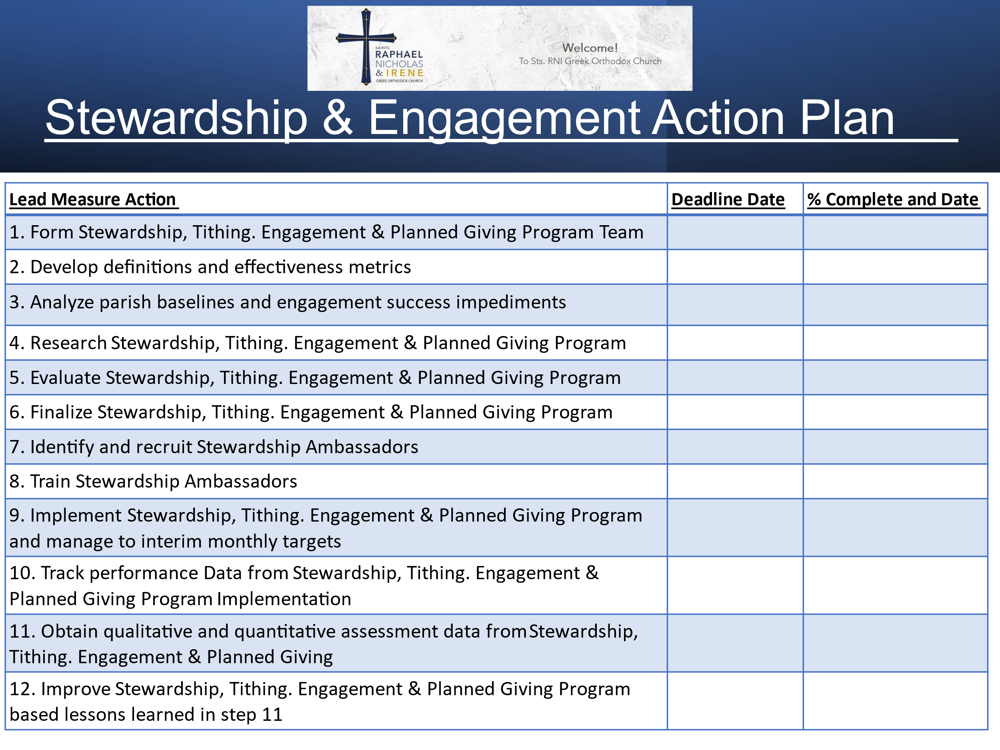 SAINTS
RAPHAEL
NICHOLAS
& IRENE
GREEK ORTHODOX CHURCH
Welcome!
To Sts. RNI Greek Orthodox Church
Stewardship & Engagement Action Plan
Lead Measure Action
Deadline Date
% Complete and Date
1. Form Stewardship, Tithing. Engagement & Planned Giving Program Team
2. Develop definitions and effectiveness metrics
3. Analyze parish baselines and engagement success impediments
4. Research Stewardship, Tithing. Engagement & Planned Giving Program
5. Evaluate Stewardship, Tithing. Engagement & Planned Giving Program
6. Finalize Stewardship, Tithing. Engagement & Planned Giving Program
7. Identify and recruit Stewardship Ambassadors
8. Train Stewardship Ambassadors
9. Implement Stewardship, Tithing. Engagement & Planned Giving Program
and manage to interim monthly targets
10. Track performance Data from Stewardship, Tithing. Engagement &
Planned Giving Program Implementation
11. Obtain qualitative and quantitative assessment data from Stewardship,
Tithing. Engagement & Planned Giving
12. Improve Stewardship, Tithing. Engagement & Planned Giving Program
based lessons learned in step 11